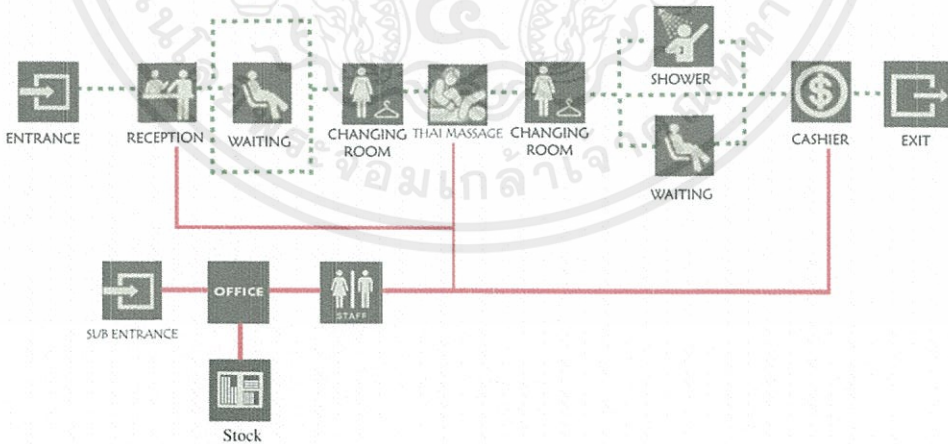 ENTRANCE
RECEPTION
WAITING
CHANGING
ROOM
THAI MASSAGE
CHANGING
ROOM
SHOWER
WAITING
CASHIER
EXIT
SUB ENTRANCE
OFFICE
STAFF
Stock